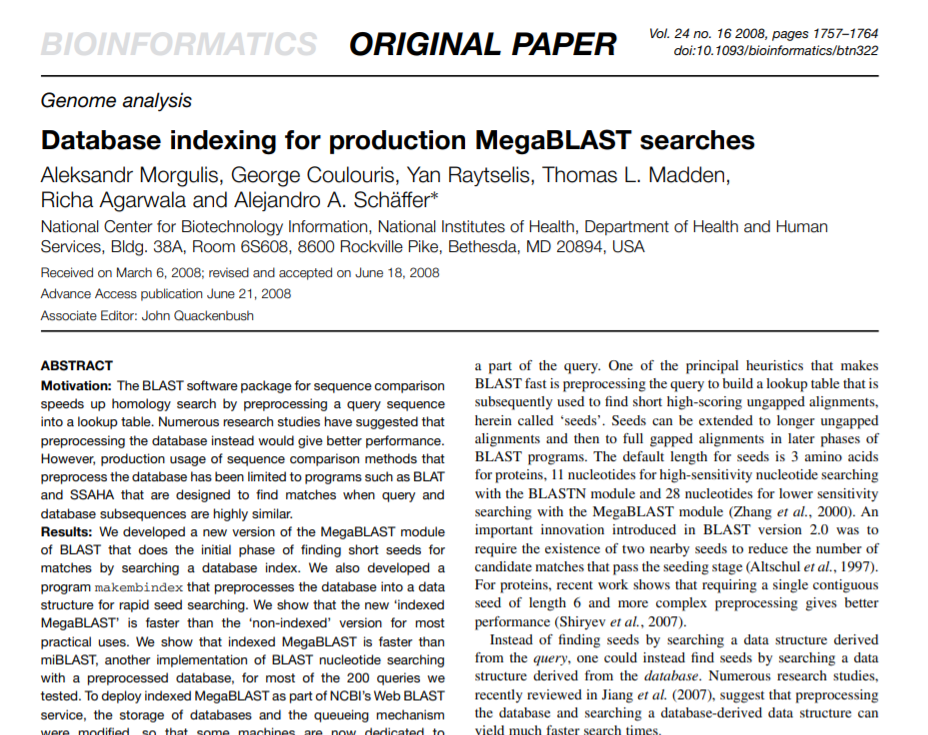 BIOINFORMATICS ORIGINAL PAPER
Vol. 24 no. 16 2008, pages 1757–1764
doi:10.1093/bioinformatics/btn322
Genome analysis
Database indexing for production MegaBLAST searches
Aleksandr Morgulis, George Coulouris, Yan Raytselis, Thomas L. Madden,
Richa Agarwala and Alejandro A. Schäffer*
National Center for Biotechnology Information, National Institutes of Health, Department of Health and Human
Services, Bldg. 38A, Room 6S608, 8600 Rockville Pike, Bethesda, MD 20894, USA
Received on March 6, 2008; revised and accepted on June 18, 2008
Advance Access publication June 21, 2008
Associate Editor: John Quackenbush
ABSTRACT
Motivation: The BLAST software package for sequence comparison
speeds up homology search by preprocessing a query sequence
into a lookup table. Numerous research studies have suggested that
preprocessing the database instead would give better performance.
However, production usage of sequence comparison methods that
preprocess the database has been limited to programs such as BLAT
and SSAHA that are designed to find matches when query and
database subsequences are highly similar.
Results: We developed a new version of the MegaBLAST module
of BLAST that does the initial phase of finding short seeds for
matches by searching a database index. We also developed a
program makembindex that preprocesses the database into a data
structure for rapid seed searching. We show that the new ‘indexed
MegaBLAST’ is faster than the ‘non-indexed’ version for most
practical uses. We show that indexed MegaBLAST is faster than
miBLAST, another implementation of BLAST nucleotide searching
with a preprocessed database, for most of the 200 queries we
tested. To deploy indexed MegaBLAST as part of NCBI’s Web BLAST
service, the storage of databases and the queueing mechanism
were modified, so that some machines are now dedicated to
a part of the query. One of the principal heuristics that makes
BLAST fast is preprocessing the query to build a lookup table that is
subsequently used to find short high-scoring ungapped alignments,
herein called ‘seeds’. Seeds can be extended to longer ungapped
alignments and then to full gapped alignments in later phases of
BLAST programs. The default length for seeds is 3 amino acids
for proteins, 11 nucleotides for high-sensitivity nucleotide searching
with the BLASTN module and 28 nucleotides for lower sensitivity
searching with the MegaBLAST module (Zhang et al., 2000). An
important innovation introduced in BLAST version 2.0 was to
require the existence of two nearby seeds to reduce the number of
candidate matches that pass the seeding stage (Altschul et al., 1997).
For proteins, recent work shows that requiring a single contiguous
seed of length 6 and more complex preprocessing gives better
performance (Shiryev et al., 2007).
Instead of finding seeds by searching a data structure derived
from the query, one could instead find seeds by searching a data
structure derived from the database. Numerous research studies,
recently reviewed in Jiang et al. (2007), suggest that preprocessing
the database and searching a database-derived data structure can
yield much faster search times.